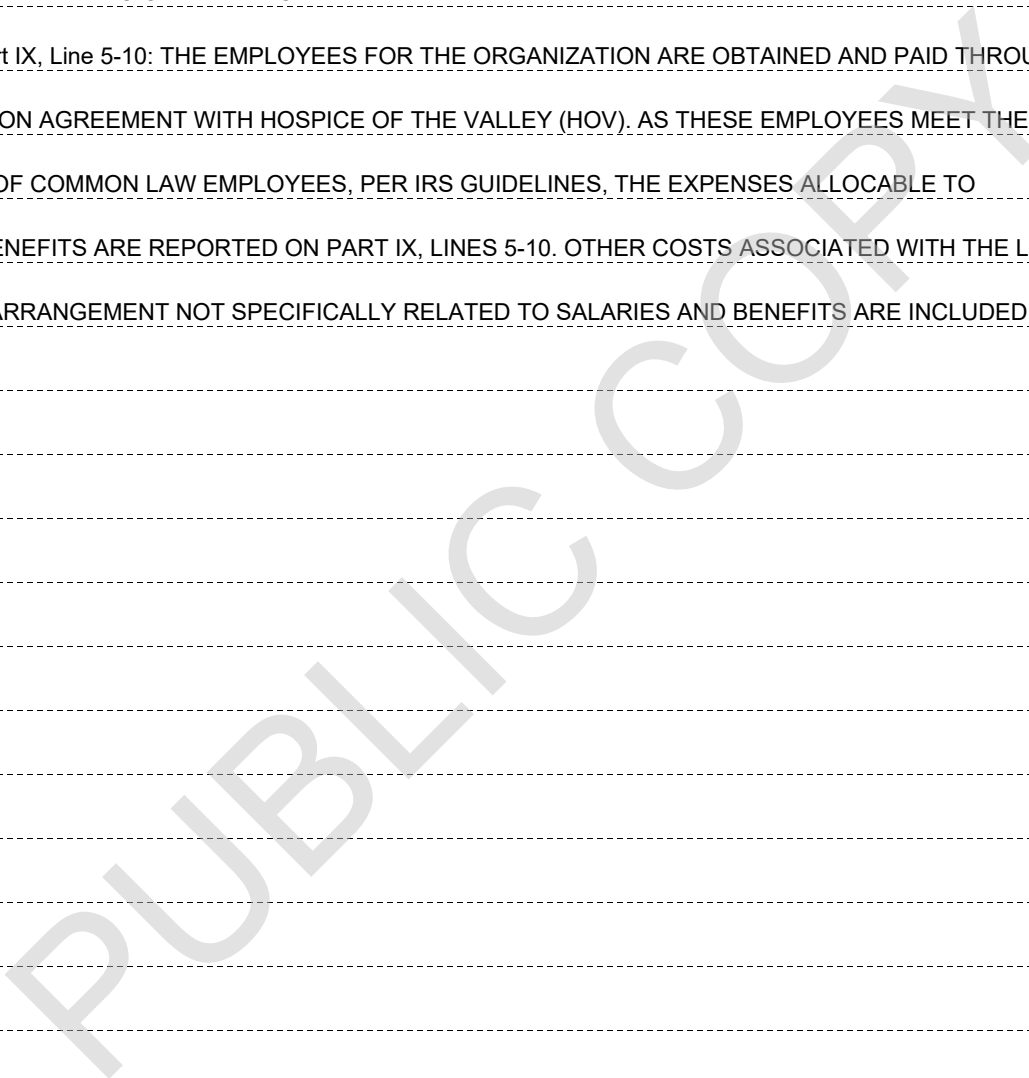 rt IX, Line 5-10: THE EMPLOYEES FOR THE ORGANIZATION ARE OBTAINED AND PAID THROU
ON AGREEMENT WITH HOSPICE OF THE VALLEY (HOV). AS THESE EMPLOYEES MEET THE
OF COMMON LAW EMPLOYEES, PER IRS GUIDELINES, THE EXPENSES ALLOCABLE TO
ENEFITS ARE REPORTED ON PART IX, LINES 5-10. OTHER COSTS ASSOCIATED WITH THE L
ARRANGEMENT NOT SPECIFICALLY RELATED TO SALARIES AND BENEFITS ARE INCLUDED
PUBLIC COPY